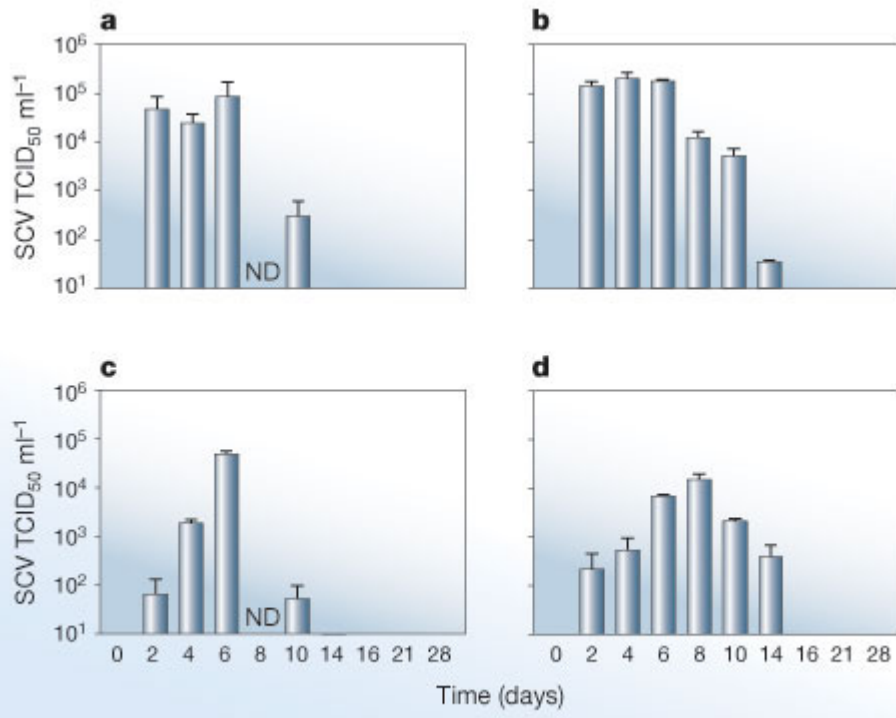 a
b
SCV TCID₅₀ ml⁻¹
10⁶
10⁵
10⁴
10³
10²
10¹
ND
c
d
SCV TCID₅₀ ml⁻¹
10⁶
10⁵
10⁴
10³
10²
10¹
ND
0 2 4 6 8 10 14 16 21 28
0 2 4 6 8 10 14 16 21 28
Time (days)